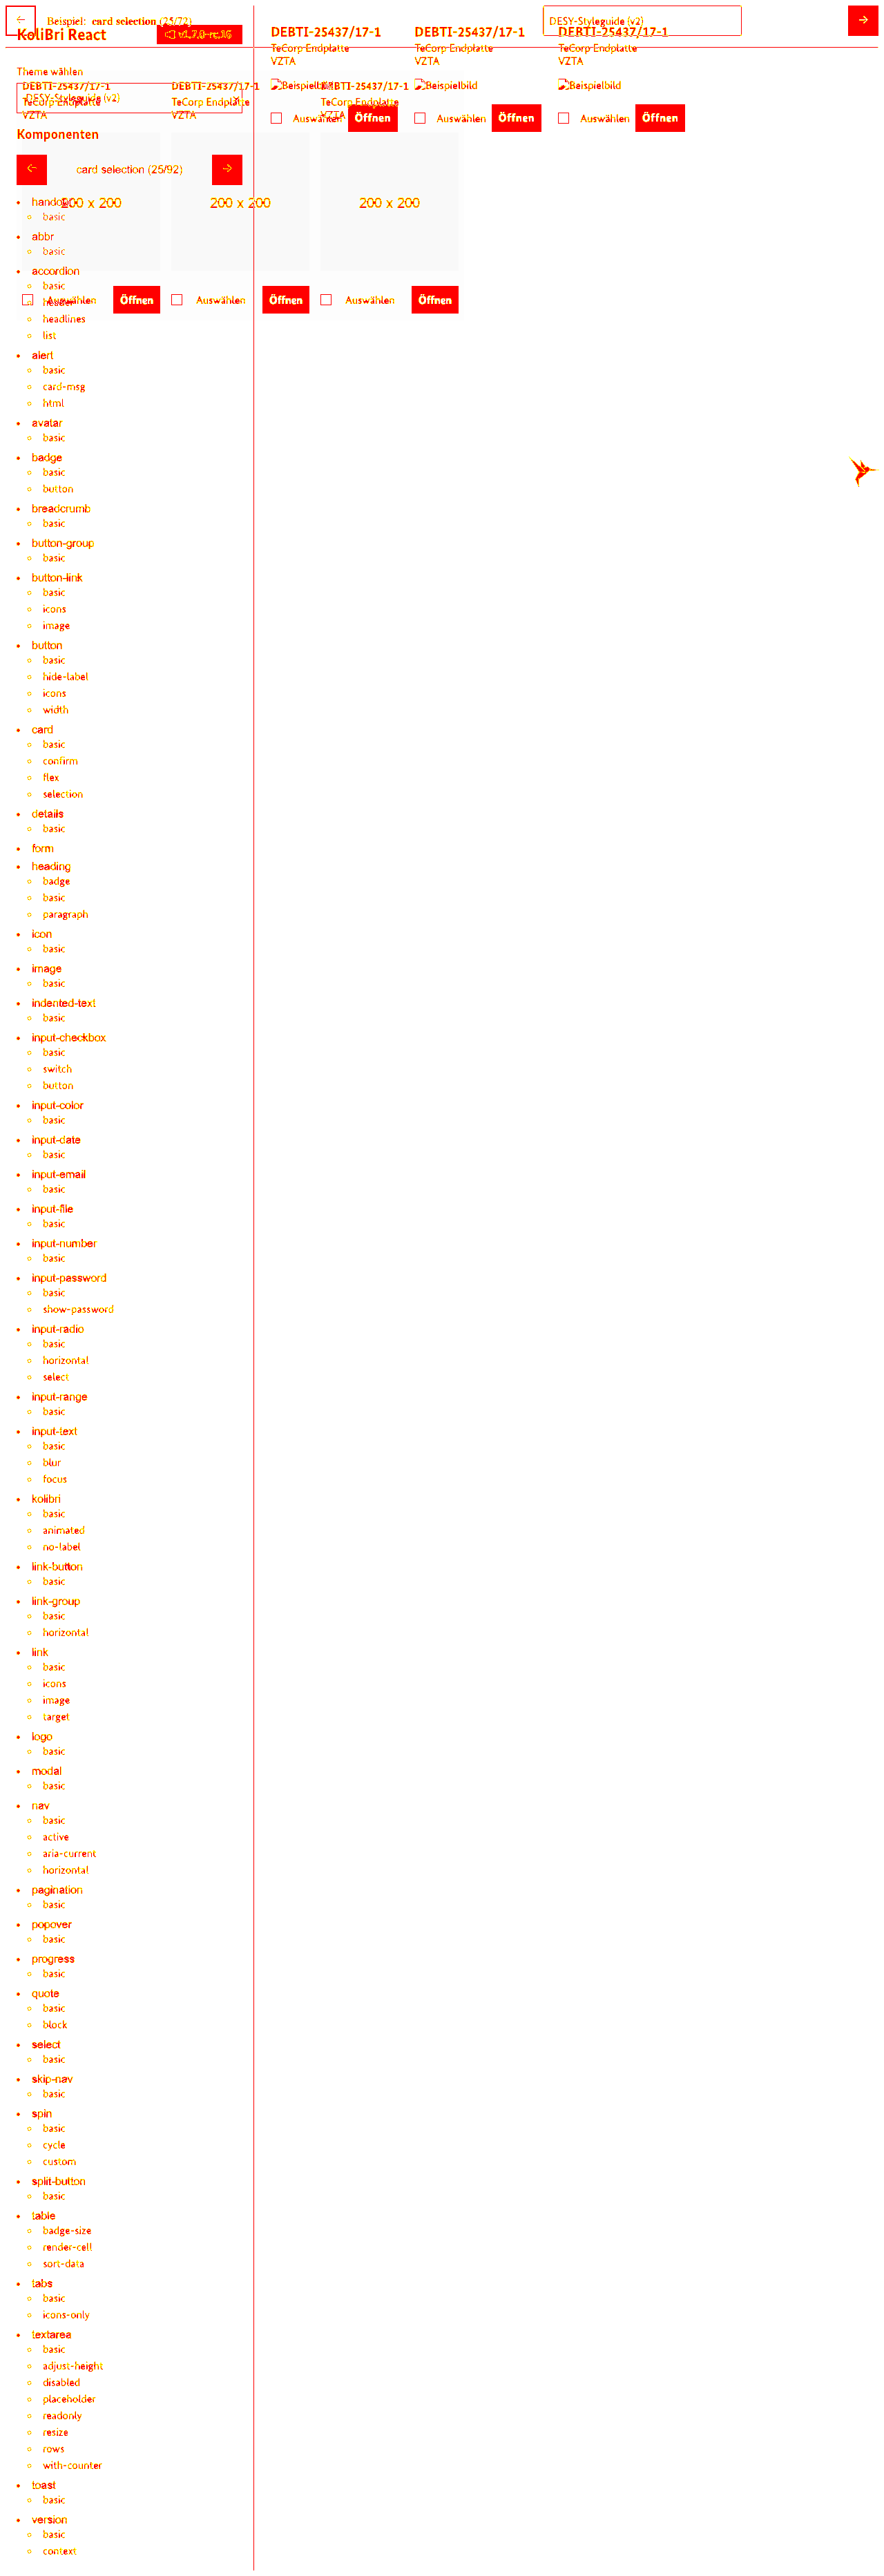 Beispiel: card selection (25/72)
DESY-Styleguide (v2)
KoliBri React
v1.7.0-rc.16
DEBTI-25437/17-1
DEBTI-25437/17-1
DEBTI-25437/17-1
TeCorp Endplatte
TeCorp Endplatte
TeCorp Endplatte
VZTA
VZTA
VZTA
Theme wählen
Beispielbild
Beispielbild
Beispielbild
DEBTI-25437/17-1
DEBTI-25437/17-1
DEBTI-25437/17-1
DESY-Styleguide (v2)
TeCorp Endplatte
TeCorp Endplatte
TeCorp Endplatte
VZTA
VZTA
VZTA
Auswählen Öffnen
Auswählen Öffnen
Auswählen Öffnen
Komponenten
card selection (25/92)
200 x 200
200 x 200
200 x 200
Auswählen Öffnen
Auswählen Öffnen
Auswählen Öffnen
handout
basic
abbr
basic
accordion
basic
header
headlines
list
alert
basic
card-msg
html
avatar
basic
badge
basic
button
breadcrumb
basic
button-group
basic
button-link
basic
icons
image
button
basic
hide-label
icons
width
card
basic
confirm
flex
selection
details
basic
form
heading
badge
basic
paragraph
icon
basic
image
basic
indented-text
basic
input-checkbox
basic
switch
button
input-color
basic
input-date
basic
input-email
basic
input-file
basic
input-number
basic
input-password
basic
show-password
input-radio
basic
horizontal
select
input-range
basic
input-text
basic
blur
focus
kolibri
basic
animated
no-label
link-button
basic
link-group
basic
horizontal
link
basic
icons
image
target
logo
basic
modal
basic
nav
basic
active
aria-current
horizontal
pagination
basic
popover
basic
progress
basic
quote
basic
block
select
basic
skip-nav
basic
spin
basic
cycle
custom
split-button
basic
table
badge-size
render-cell
sort-data
tabs
basic
icons-only
textarea
basic
adjust-height
disabled
placeholder
readonly
resize
rows
with-counter
toast
basic
version
basic
context